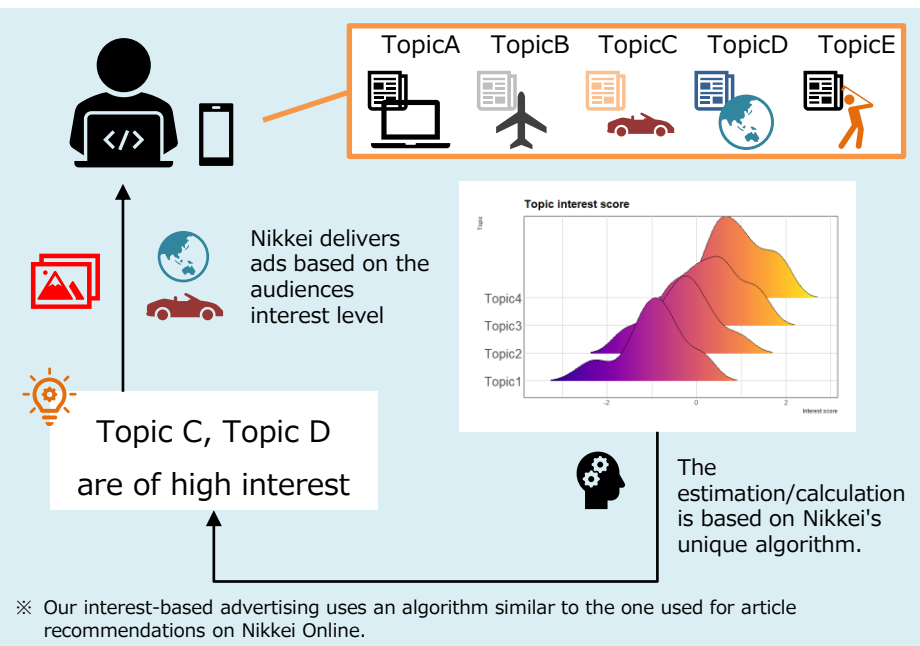 TopicA TopicB TopicC TopicD TopicE
</>
Topic interest score
Topic
Topic4
Topic3
Topic2
Topic1
-2 0 2
Interest score
Nikkei delivers
ads based on the
audiences
interest level
Topic C, Topic D
are of high interest
The
estimation/calculation
is based on Nikkei's
unique algorithm.
※ Our interest-based advertising uses an algorithm similar to the one used for article
recommendations on Nikkei Online.